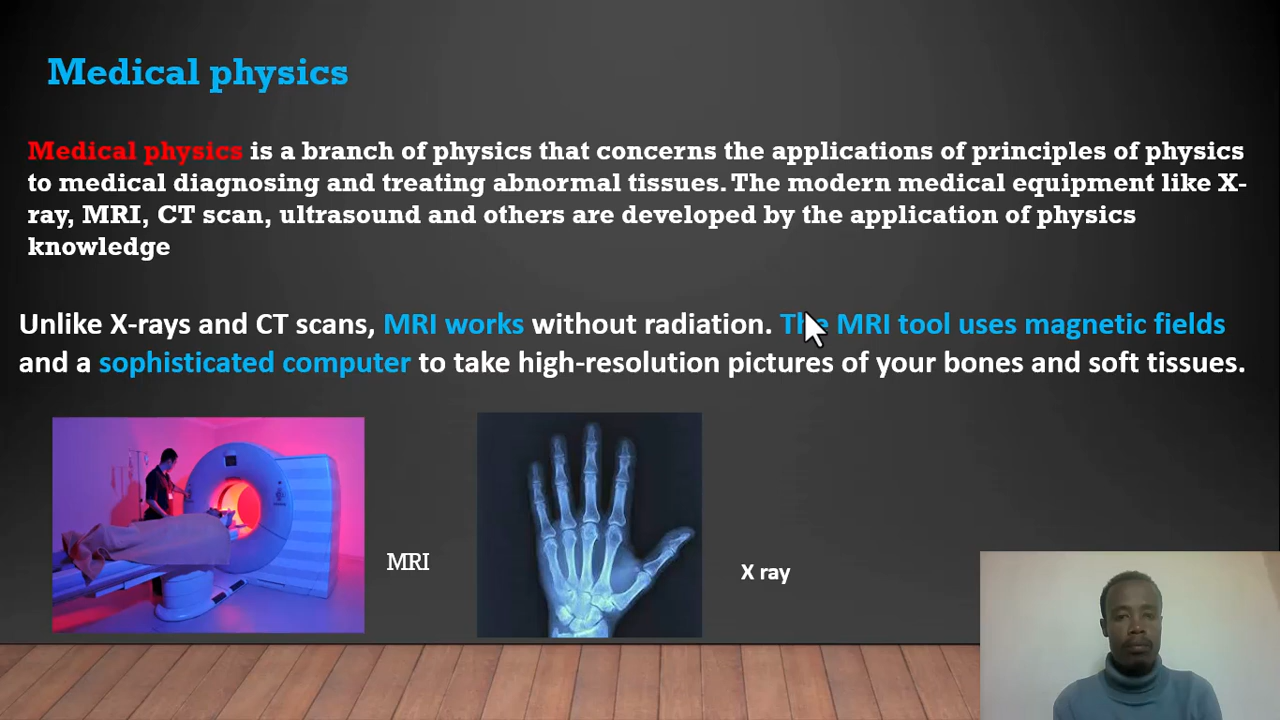 Medical physics
Medical physics is a branch of physics that concerns the applications of principles of physics
to medical diagnosing and treating abnormal tissues. The modern medical equipment like X-
ray, MRI, CT scan, ultrasound and others are developed by the application of physics
knowledge
Unlike X-rays and CT scans, MRI works without radiation. The MRI tool uses magnetic fields
and a sophisticated computer to take high-resolution pictures of your bones and soft tissues.
MRI
X ray